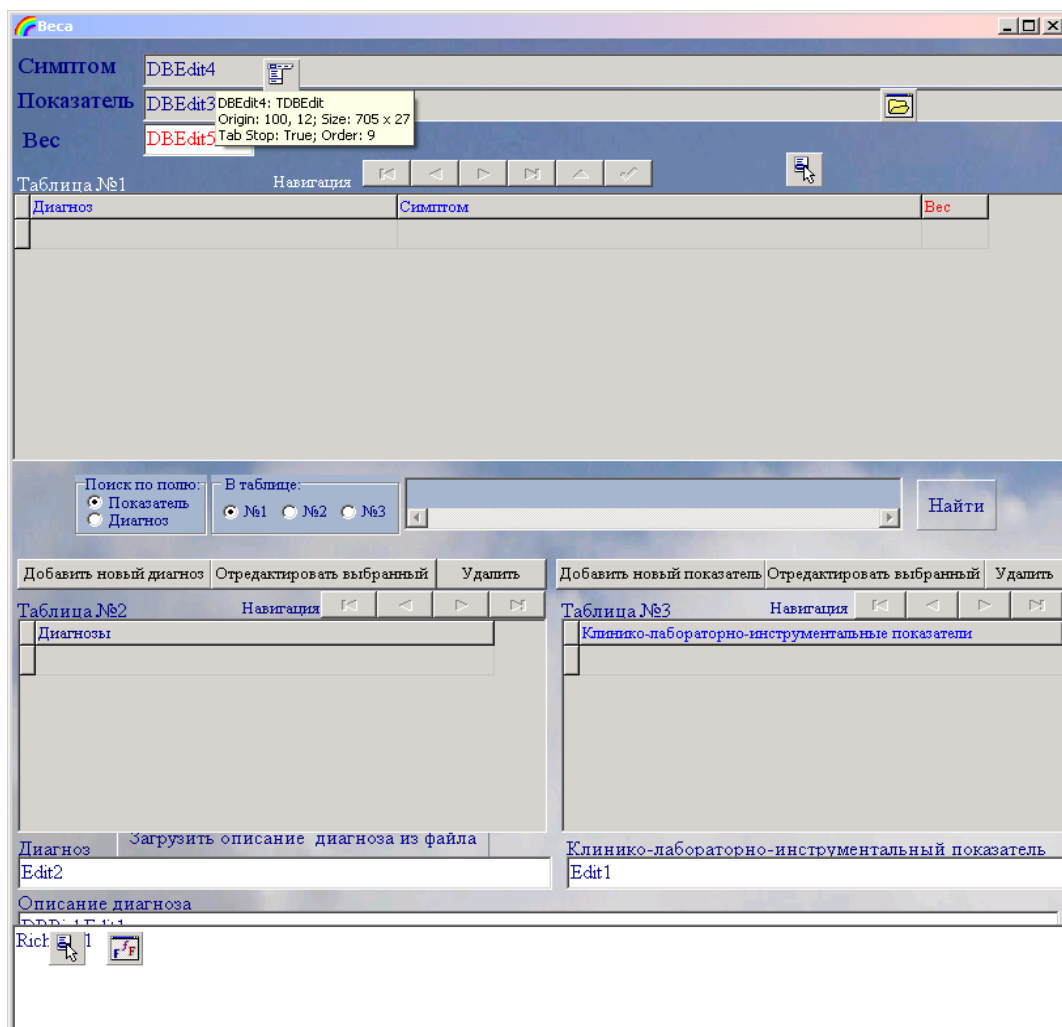 Веса
Симптом DBEdit4
Показатель DBEdit3
DBEdit4: TDBEdit
Origin: 100, 12; Size: 705 x 27
Tab Stop: True; Order: 9
Вес DBEdit5
Таблица №1 Навигация
Диагноз Симптом Вес
Поиск по полю: В таблице:
Показатель
Диагноз
№1 №2 №3
Найти
Добавить новый диагноз Отредактировать выбранный Удалить Добавить новый показатель Отредактировать выбранный Удалить
Таблица №2 Навигация Таблица №3 Навигация
Диагнозы Клинико-лабораторно-инструментальные показатели
Загрузить описание диагноза из файла
Диагноз Клинико-лабораторно-инструментальный показатель
Edit2 Edit1
Описание диагноза